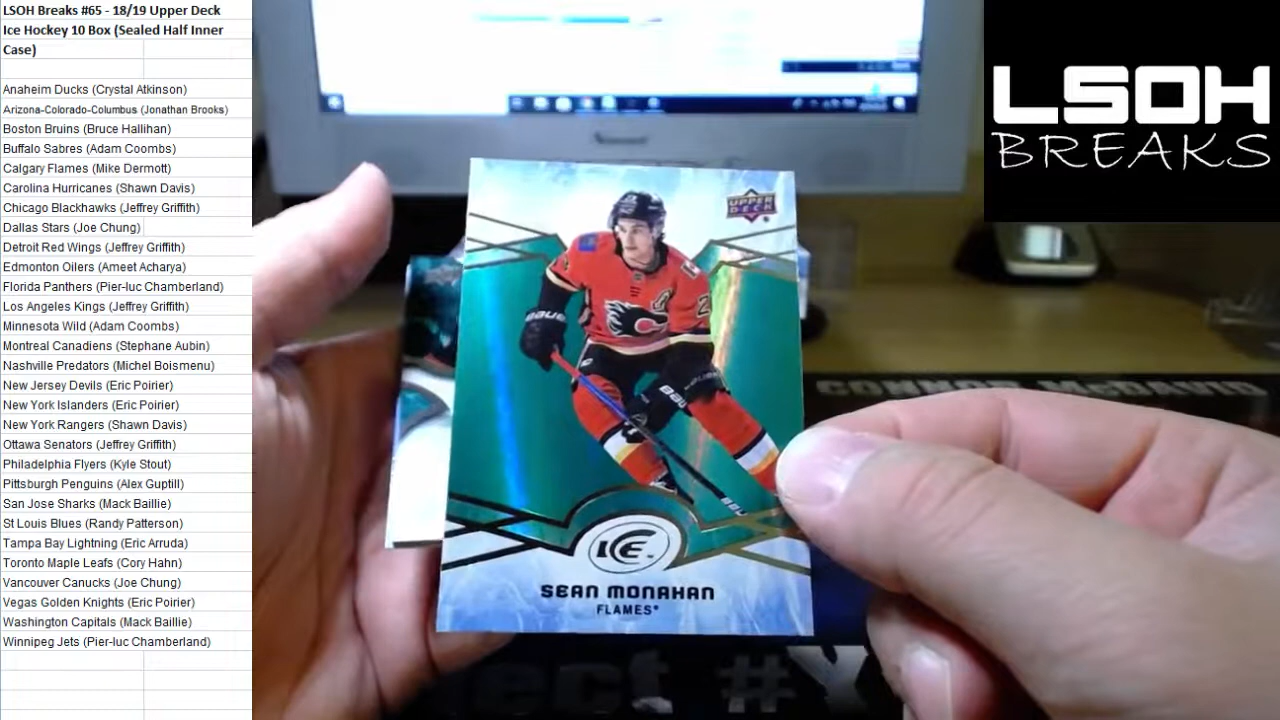 LSOH Breaks #65 - 18/19 Upper Deck
Ice Hockey 10 Box (Sealed Half Inner
Case)
Anaheim Ducks (Crystal Atkinson)
Arizona-Colorado-Columbus (Jonathan Brooks)
Boston Bruins (Bruce Hallihan)
Buffalo Sabres (Adam Coombs)
Calgary Flames (Mike Dermott)
Carolina Hurricanes (Shawn Davis)
Chicago Blackhawks (Jeffrey Griffith)
Dallas Stars (Joe Chung)
Detroit Red Wings (Jeffrey Griffith)
Edmonton Oilers (Ameet Acharya)
Florida Panthers (Pier-luc Chamberland)
Los Angeles Kings (Jeffrey Griffith)
Minnesota Wild (Adam Coombs)
Montreal Canadiens (Stephane Aubin)
Nashville Predators (Michel Boismenu)
New Jersey Devils (Eric Poirier)
New York Islanders (Eric Poirier)
New York Rangers (Shawn Davis)
Ottawa Senators (Jeffrey Griffith)
Philadelphia Flyers (Kyle Stout)
Pittsburgh Penguins (Alex Guptill)
San Jose Sharks (Mack Baillie)
St Louis Blues (Randy Patterson)
Tampa Bay Lightning (Eric Arruda)
Toronto Maple Leafs (Cory Hahn)
Vancouver Canucks (Joe Chung)
Vegas Golden Knights (Eric Poirier)
Washington Capitals (Mack Baillie)
Winnipeg Jets (Pier-luc Chamberland)
LSOH
BREAKS
UPPER
DECK
BAUER
ICE
SEAN MONAHAN
FLAMES
CONNOR McDAVID